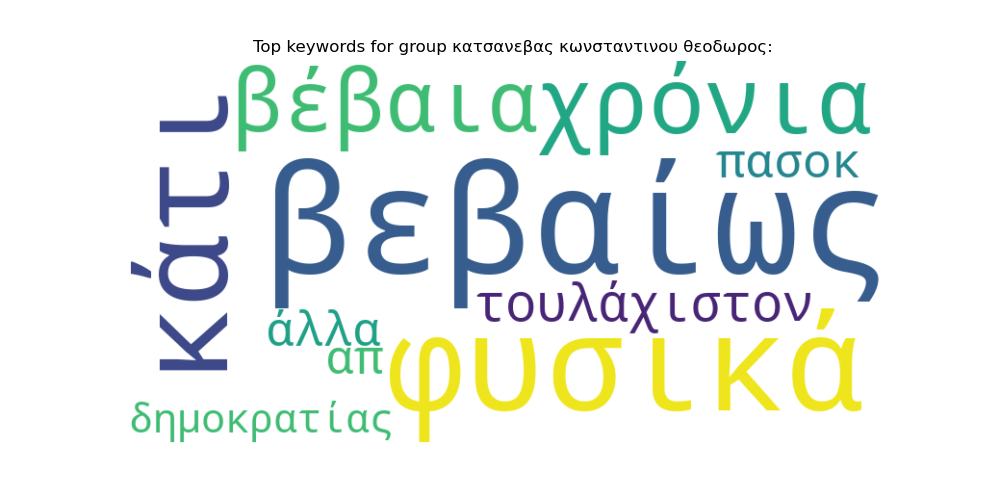 Top keywords for group κατσανεβας κωνσταντινου θεοδωρος:
βέβαια
χρόνια
κάτι
πασοκ
βεβαίως
τουλάχιστον
άλλα
απ
φυσικά
δημοκρατίας